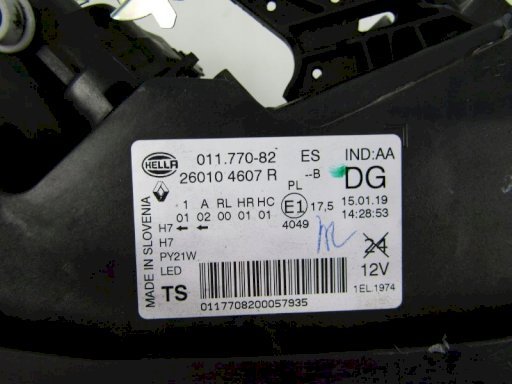 HELLA 011.770-82 ES IND:AA
26010 4607 R --B DG
PL
1 A RL HR HC E1 17,5 15.01.19
01 02 00 01 01 14:28:53
4049
H7
H7
PY21W
LED
24
12V
TS
1EL.1974
0117708200057935
MADE IN SLOVENIA